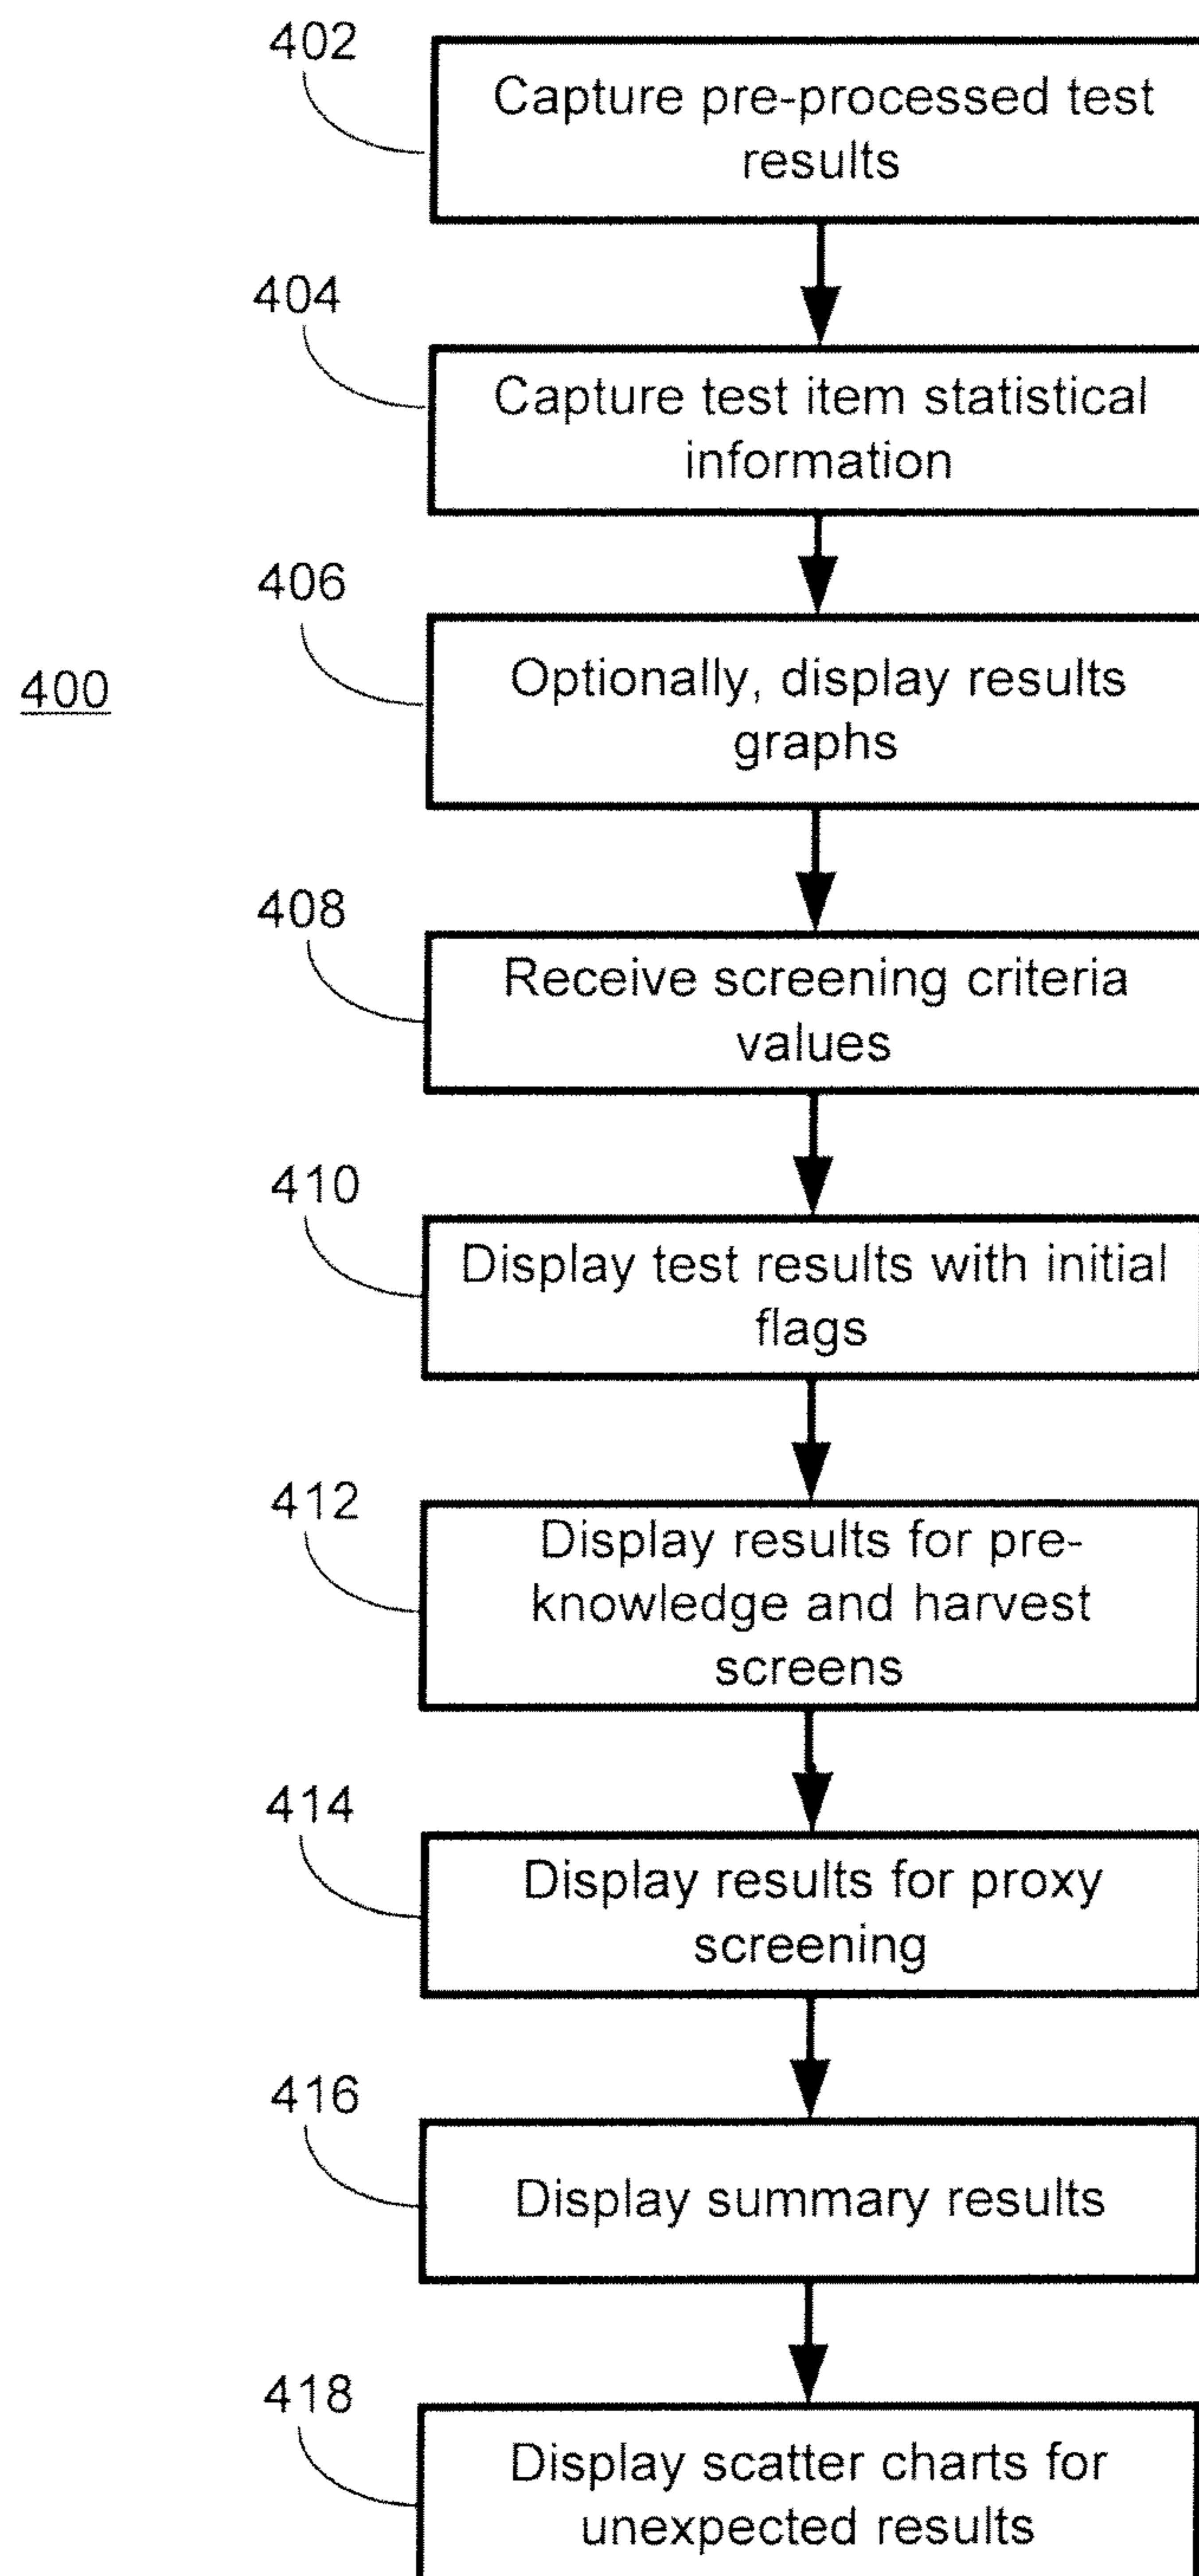 402
Capture pre-processed test
results
404
Capture test item statistical
information
406
400
Optionally, display results
graphs
408
Receive screening criteria
values
410
Display test results with initial
flags
412
Display results for pre-
knowledge and harvest
screens
414
Display results for proxy
screening
416
Display summary results
418
Display scatter charts for
unexpected results